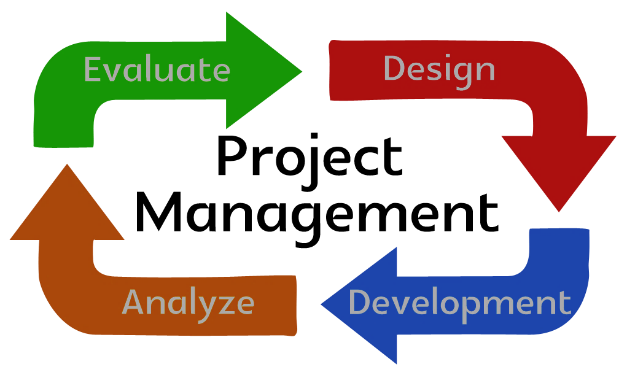 Evaluate
Design
Project
Management
Analyze
Development